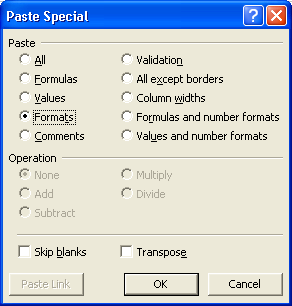 Paste Special
Paste
All
Validation
Formulas
All except borders
Values
Column widths
Formats
Formulas and number formats
Comments
Values and number formats
Operation
None
Multiply
Add
Divide
Subtract
Skip blanks
Transpose
Paste Link
OK
Cancel